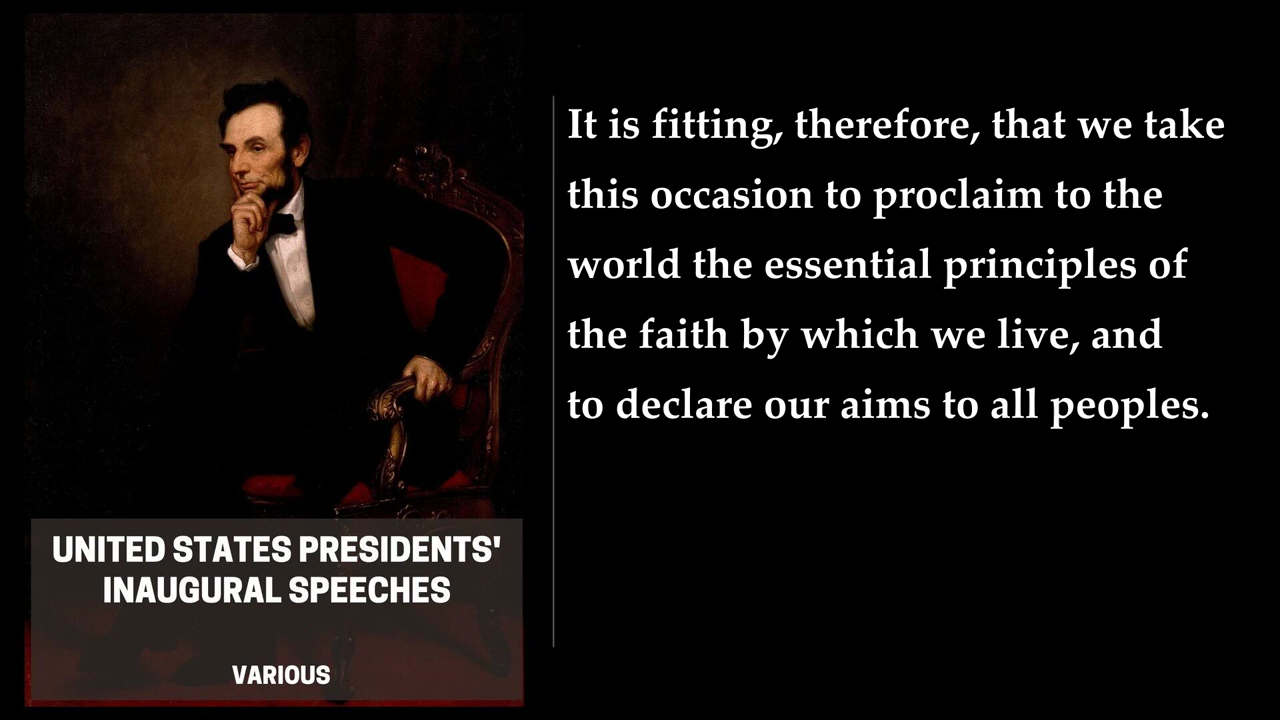 UNITED STATES PRESIDENTS'
INAUGURAL SPEECHES
VARIOUS
It is fitting, therefore, that we take
this occasion to proclaim to the
world the essential principles of
the faith by which we live, and
to declare our aims to all peoples.